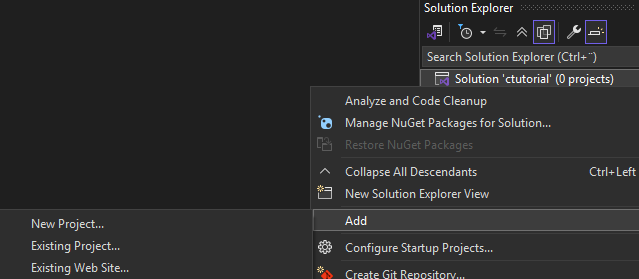 Solution Explorer
Search Solution Explorer (Ctrl+¨)
Solution 'ctutorial' (0 projects)
Analyze and Code Cleanup
Manage NuGet Packages for Solution...
Restore NuGet Packages
Collapse All Descendants Ctrl+Left
New Solution Explorer View
Add
New Project...
Existing Project...
Existing Web Site...
Configure Startup Projects...
Create Git Repository...